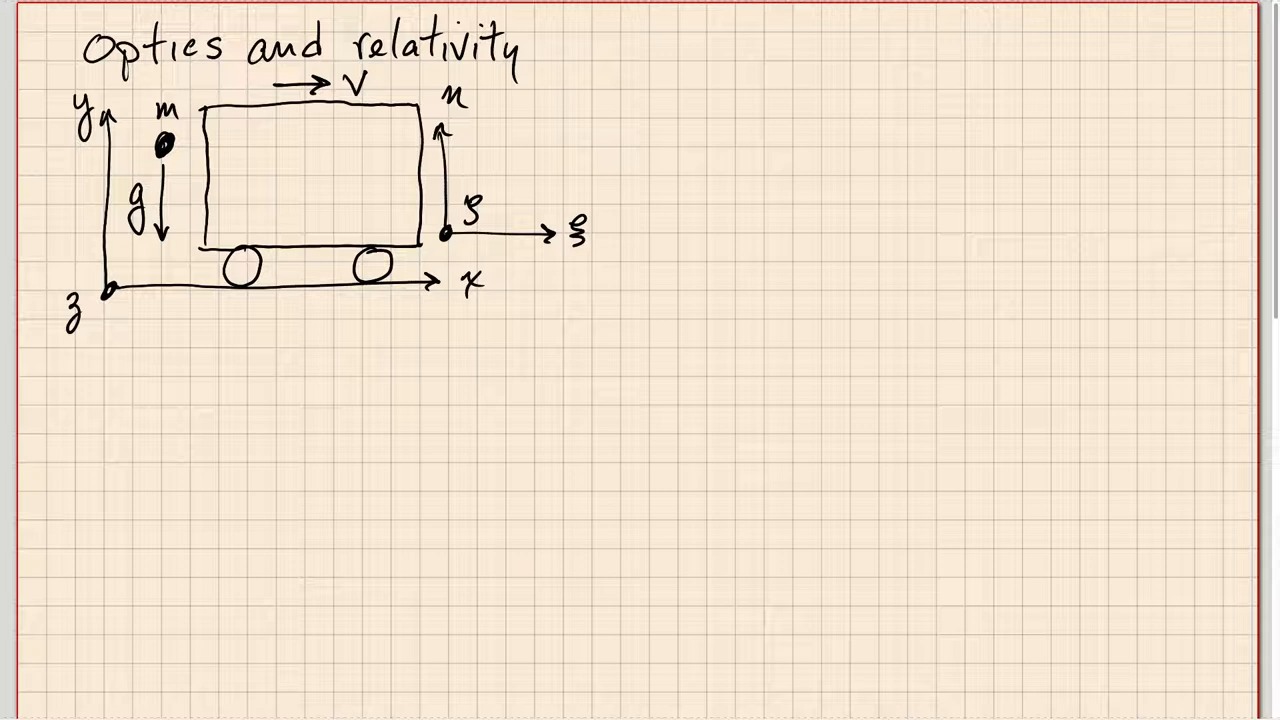 Optics and relativity
V
y m η
g ζ ξ
x
z